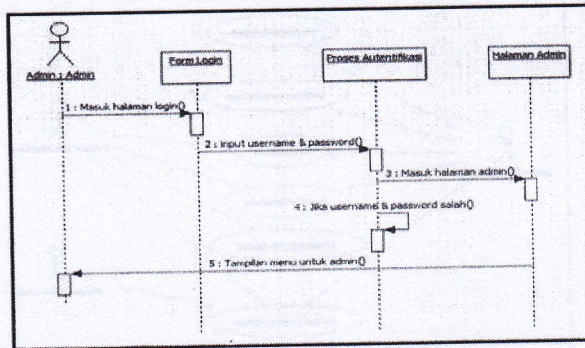 Admin : Admin
Form Login
Proses Autentifikasi
Halaman Admin
1 : Masuk halaman login()
2 : Input username & password()
3 : Masuk halaman admin()
4 : Jika username & password salah()
5 : Tampilan menu untuk admin()